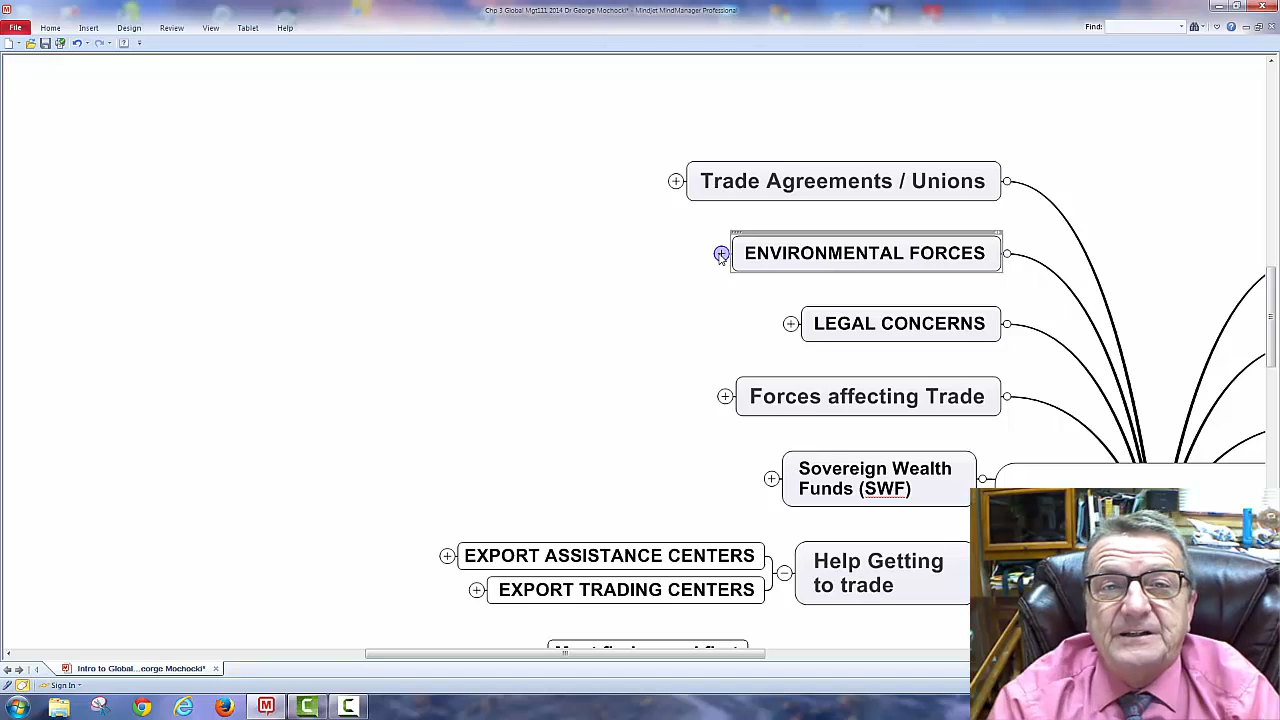 Chp 3 Global Mgt111 2014 Dr George Mochocki* - Mindjet MindManager Professional
File Home Insert Design Review View Tablet Help Find:
Trade Agreements / Unions
ENVIRONMENTAL FORCES
LEGAL CONCERNS
Forces affecting Trade
Sovereign Wealth
Funds (SWF)
EXPORT ASSISTANCE CENTERS
EXPORT TRADING CENTERS
Help Getting
to trade
Intro to Global...eorge Mochocki*
Sign In